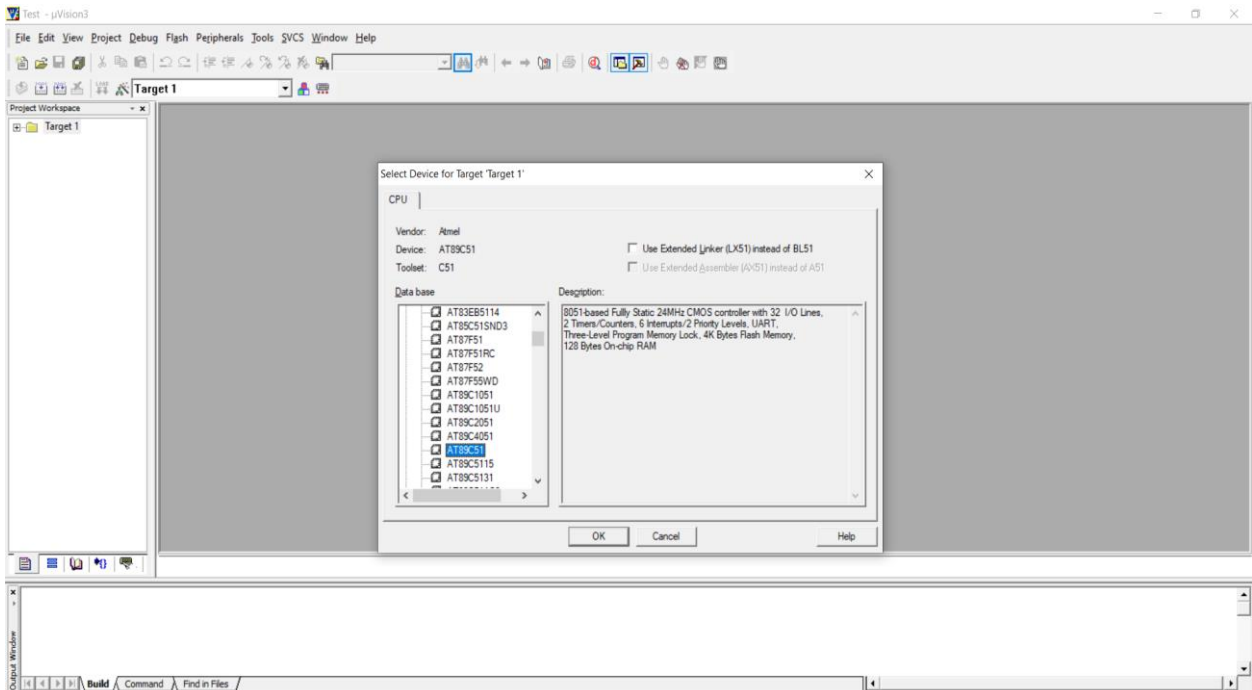 Test - µVision3
File Edit View Project Debug Flash Peripherals Tools SVCS Window Help
Target 1
Project Workspace
Target 1
Select Device for Target 'Target 1'
CPU
Vendor: Atmel
Device: AT89C51
Toolset: C51
Use Extended Linker (LX51) instead of BL51
Use Extended Assembler (AX51) instead of A51
Data base
AT83EB5114
AT85C51SND3
AT87F51
AT87F51RC
AT87F52
AT87F55WD
AT89C1051
AT89C1051U
AT89C2051
AT89C4051
AT89C51
AT89C5115
AT89C5131
Description:
8051-based Fullly Static 24MHz CMOS controller with 32 I/O Lines,
2 Timers/Counters, 6 Interrupts/2 Priority Levels, UART,
Three-Level Program Memory Lock, 4K Bytes Flash Memory,
128 Bytes On-chip RAM
OK Cancel Help
Output Window
Build Command Find in Files